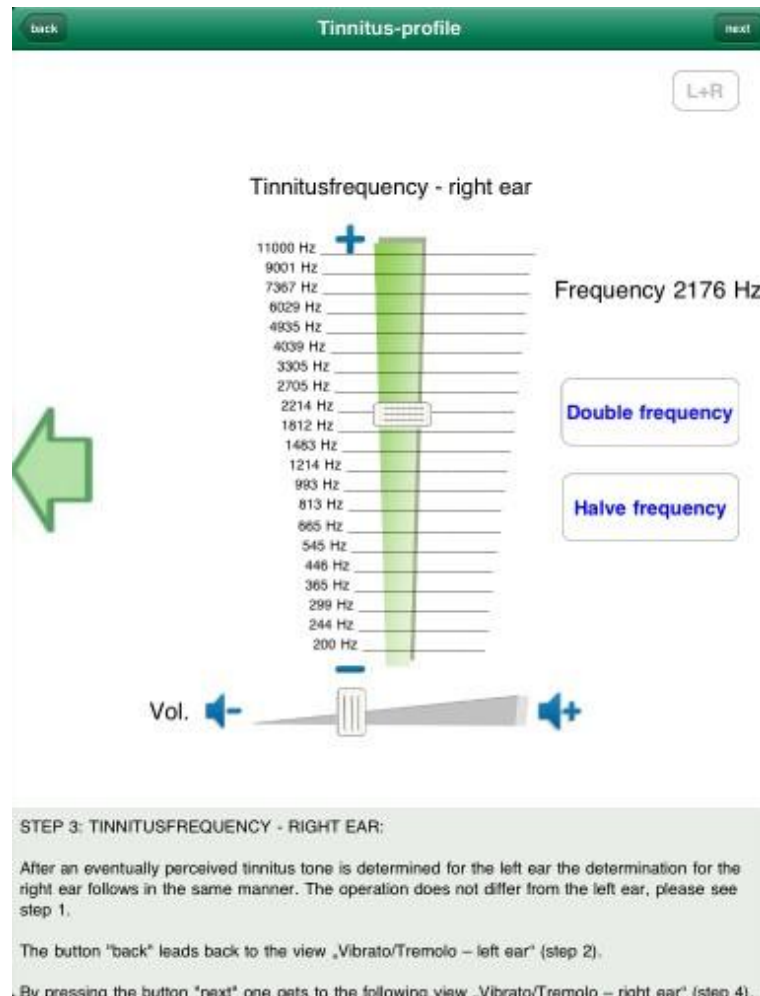 back
Tinnitus-profile
next
L+R
Tinnitusfrequency - right ear
11000 Hz
9001 Hz
7367 Hz
6029 Hz
4935 Hz
4039 Hz
3305 Hz
2705 Hz
2214 Hz
1812 Hz
1483 Hz
1214 Hz
993 Hz
813 Hz
665 Hz
545 Hz
446 Hz
365 Hz
299 Hz
244 Hz
200 Hz
Frequency 2176 Hz
Double frequency
Halve frequency
Vol.
STEP 3: TINNITUSFREQUENCY - RIGHT EAR:
After an eventually perceived tinnitus tone is determined for the left ear the determination for the
right ear follows in the same manner. The operation does not differ from the left ear, please see
step 1.
The button "back" leads back to the view „Vibrato/Tremolo – left ear“ (step 2).
By pressing the button "next" one gets to the following view „Vibrato/Tremolo – right ear“ (step 4).